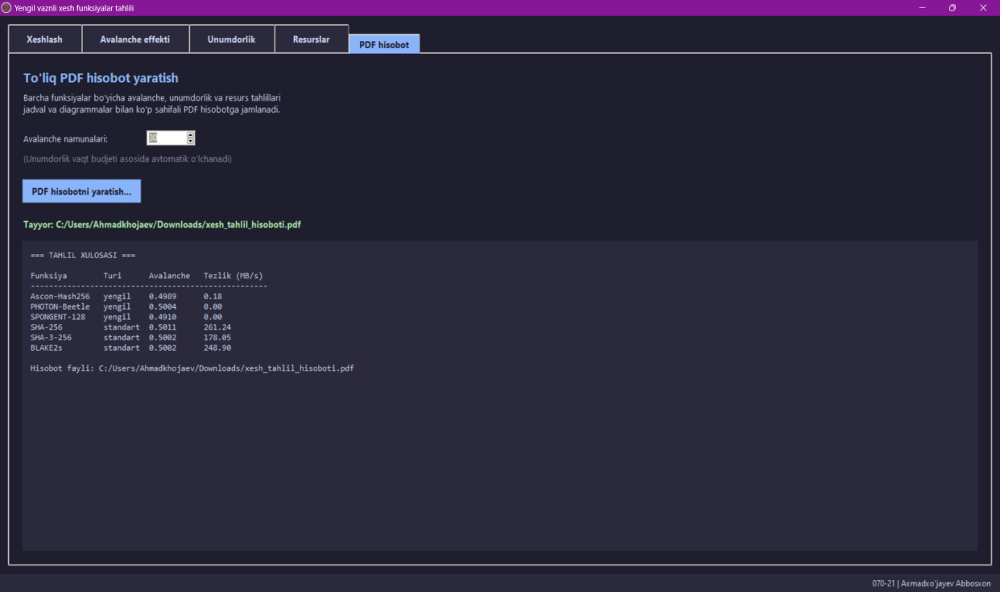 Yengil vaznli xesh funksiyalar tahlili
Xeshlash
Avalanche effekti
Unumdorlik
Resurslar
PDF hisobot
To'liq PDF hisobot yaratish
Barcha funksiyalar bo'yicha avalanche, unumdorlik va resurs tahlillari
jadval va diagrammalar bilan ko'p sahifali PDF hisobotga jamlanadi.
Avalanche namunalari: 30
(Unumdorlik vaqt budjeti asosida avtomatik o'lchanadi)
PDF hisobotni yaratish...
Tayyor: C:/Users/Ahmadkhojaev/Downloads/xesh_tahlil_hisoboti.pdf
=== TAHLIL XULOSASI ===
Funksiya Turi Avalanche Tezlik (MB/s)
----------------------------------------------------
Ascon-Hash256 yengil 0.4989 0.18
PHOTON-Beetle yengil 0.5004 0.00
SPONGENT-128 yengil 0.4910 0.00
SHA-256 standart 0.5011 261.24
SHA-3-256 standart 0.5002 178.05
BLAKE2s standart 0.5002 248.90
Hisobot fayli: C:/Users/Ahmadkhojaev/Downloads/xesh_tahlil_hisoboti.pdf
070-21 | Axmadxo'jayev Abbosxon